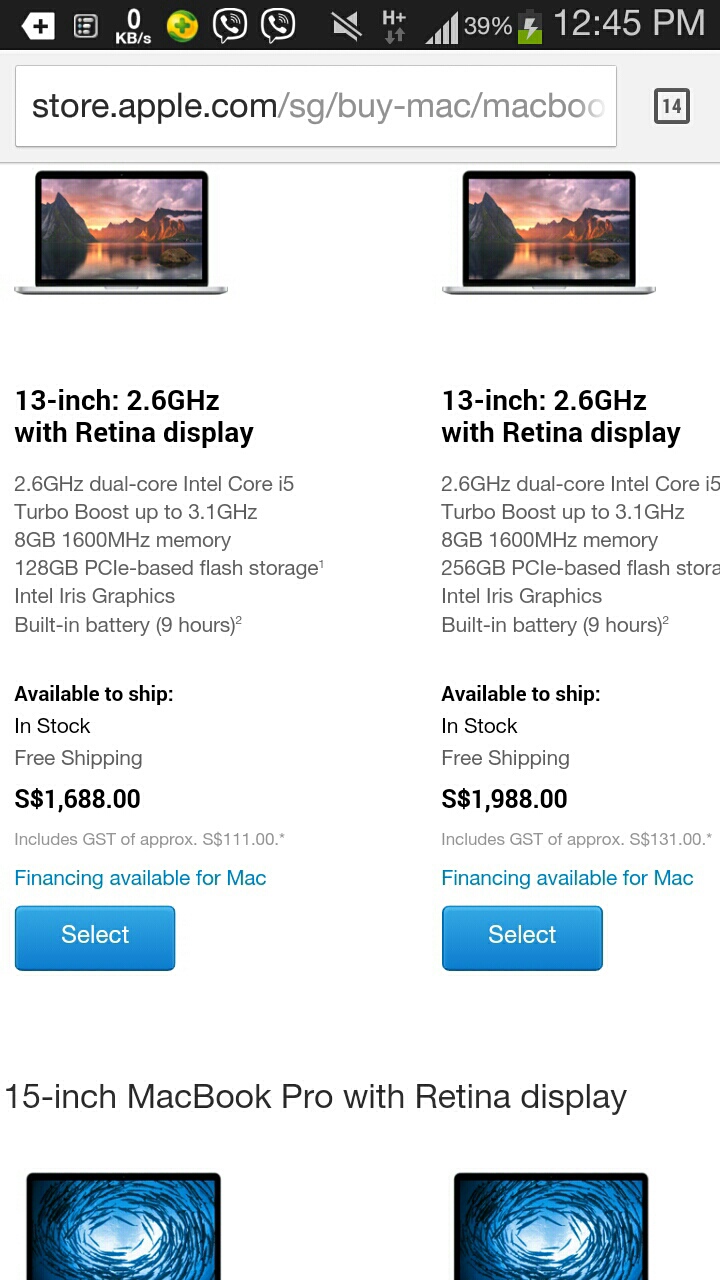 0
KB/s
H+
39%
12:45 PM
store.apple.com/sg/buy-mac/macboo
14
13-inch: 2.6GHz
with Retina display
2.6GHz dual-core Intel Core i5
Turbo Boost up to 3.1GHz
8GB 1600MHz memory
128GB PCIe-based flash storage¹
Intel Iris Graphics
Built-in battery (9 hours)²
Available to ship:
In Stock
Free Shipping
S$1,688.00
Includes GST of approx. S$111.00.*
Financing available for Mac
Select
13-inch: 2.6GHz
with Retina display
2.6GHz dual-core Intel Core i5
Turbo Boost up to 3.1GHz
8GB 1600MHz memory
256GB PCIe-based flash stora
Intel Iris Graphics
Built-in battery (9 hours)²
Available to ship:
In Stock
Free Shipping
S$1,988.00
Includes GST of approx. S$131.00.*
Financing available for Mac
Select
15-inch MacBook Pro with Retina display